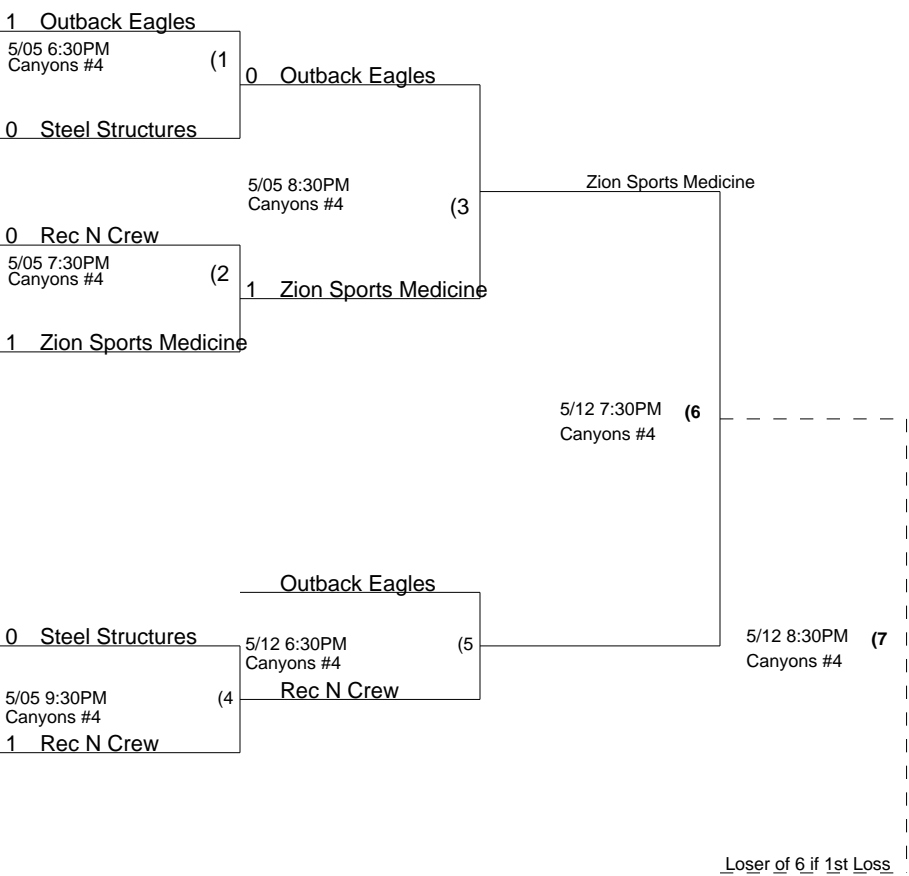 1 Outback Eagles
5/05 6:30PM
Canyons #4
(1
0 Outback Eagles
0 Steel Structures
5/05 8:30PM
Canyons #4
(3
Zion Sports Medicine
0 Rec N Crew
5/05 7:30PM
Canyons #4
(2
1 Zion Sports Medicine
1 Zion Sports Medicine
5/12 7:30PM (6
Canyons #4
Outback Eagles
0 Steel Structures
5/12 6:30PM (5
Canyons #4
Rec N Crew
5/05 9:30PM (4
Canyons #4
1 Rec N Crew
5/12 8:30PM (7
Canyons #4
Loser of 6 if 1st Loss